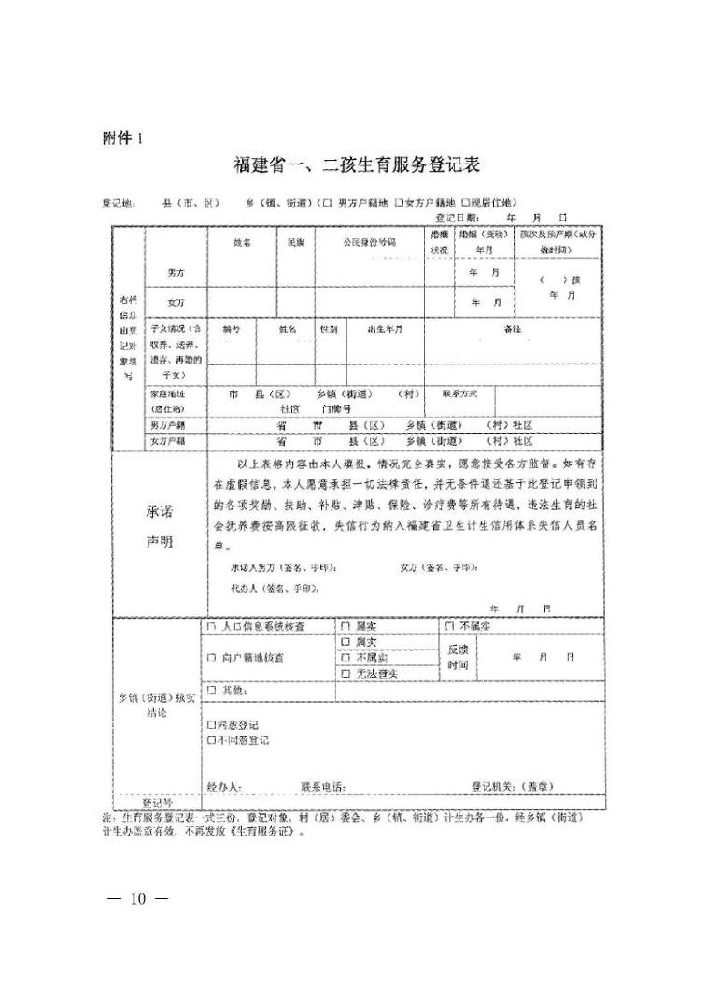 附件 1
福建省一、二孩生育服务登记表
登记地： 县（市、区） 乡（镇、街道）（□ 男方户籍地 □女方户籍地 □现居住地）
登记日期： 年 月 日
右栏信息由登记对象填写
姓名 民族 公民身份号码 婚姻状况 婚姻（变动）年月 孩次及预产期（或分娩时间）
男方 年 月
（ ）孩
年 月
女方 年 月
子女情况（含收养、送养、遗弃、再婚的子女） 编号 姓名 性别 出生年月 备注
家庭地址（居住地） 市 县（区） 乡镇（街道） （村）社区 门牌号 联系方式
男方户籍 省 市 县（区） 乡镇（街道） （村）社区
女方户籍 省 市 县（区） 乡镇（街道） （村）社区
承诺
声明
以上表格内容由本人填报，情况完全真实，愿意接受各方监督。如有存
在虚假信息，本人愿意承担一切法律责任，并无条件退还基于此登记申领到
的各项奖励、扶助、补贴、津贴、保险、诊疗费等所有待遇，违法生育的社
会抚养费按高限征收，失信行为纳入福建省卫生计生信用体系失信人员名
单。
承诺人男方（签名、手印）： 女方（签名、手印）：
代办人（签名、手印）：
年 月 日
乡镇（街道）核实
结论
□ 人口信息系统核查 □ 属实 □ 不属实
□ 向户籍地核查 □ 属实
□ 不属实
□ 无法查实
反馈
时间
年 月 日
□ 其他：
□同意登记
□不同意登记
经办人： 联系电话： 登记机关：（盖章）
登记号
注：生育服务登记表一式三份，登记对象、村（居）委会、乡（镇、街道）计生办各一份，经乡镇（街道）
计生办盖章有效，不再发放《生育服务证》。
— 10 —